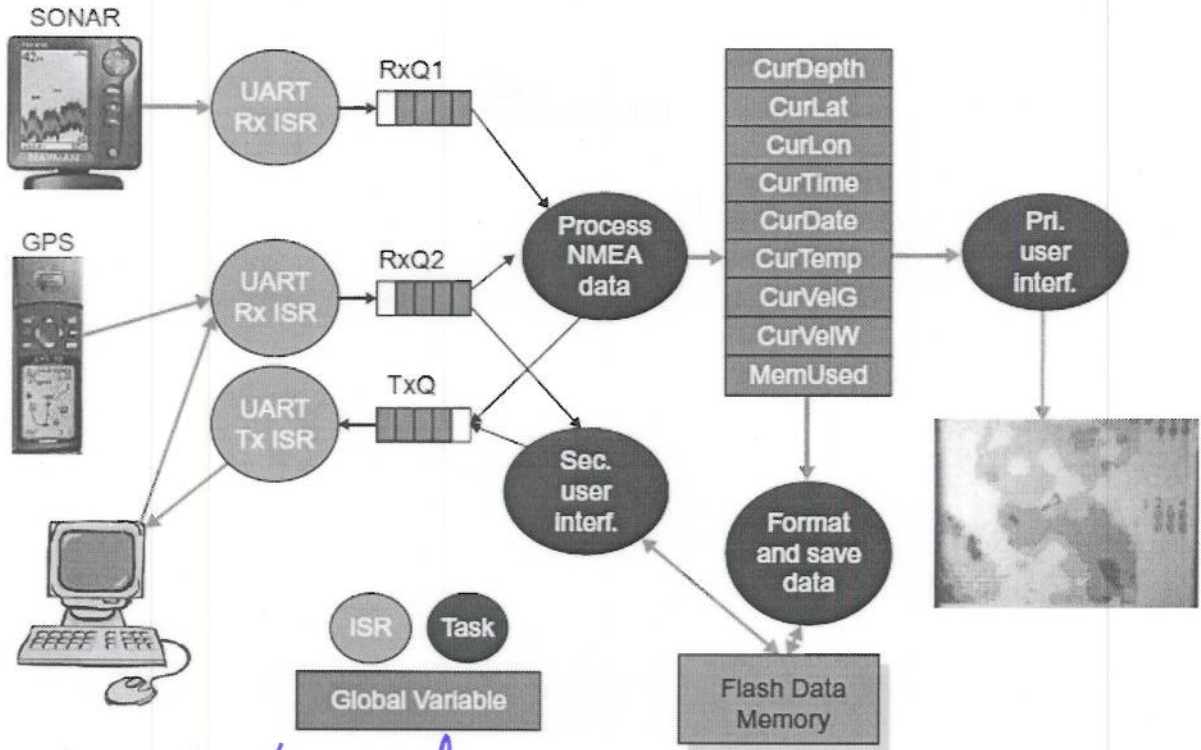 SONAR
UART
Rx ISR
RxQ1
GPS
UART
Rx ISR
RxQ2
UART
Tx ISR
TxQ
Process
NMEA
data
Sec.
user
interf.
CurDepth
CurLat
CurLon
CurTime
CurDate
CurTemp
CurVelG
CurVelW
MemUsed
Pri.
user
interf.
Format
and save
data
ISR
Task
Global Variable
Flash Data
Memory